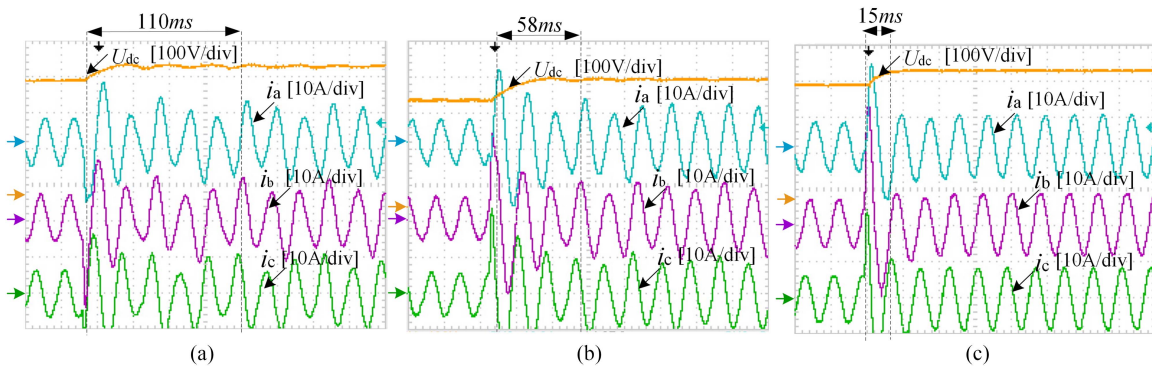 110ms
Udc [100V/div]
ia [10A/div]
ib [10A/div]
ic [10A/div]
(a)
58ms
Udc [100V/div]
ia [10A/div]
ib [10A/div]
ic [10A/div]
(b)
15ms
Udc [100V/div]
ia [10A/div]
ib [10A/div]
ic [10A/div]
(c)